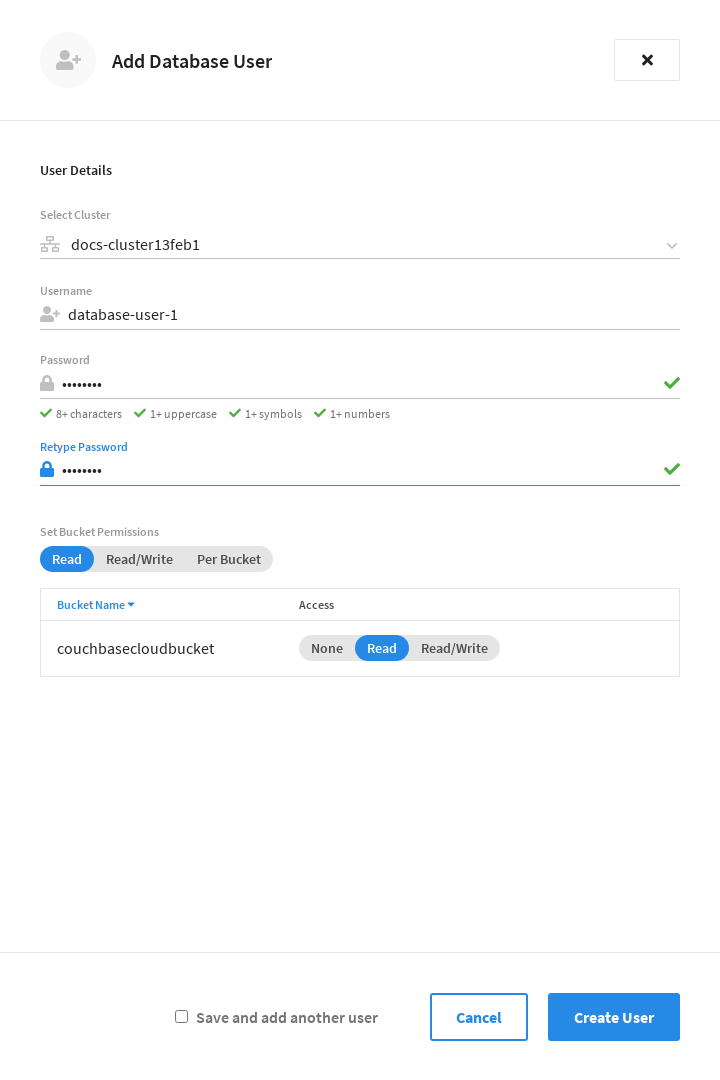 Add Database User
User Details
Select Cluster
docs-cluster13feb1
Username
database-user-1
Password
••••••••
8+ characters 1+ uppercase 1+ symbols 1+ numbers
Retype Password
••••••••
Set Bucket Permissions
Read Read/Write Per Bucket
Bucket Name Access
couchbasecloudbucket None Read Read/Write
Save and add another user Cancel Create User